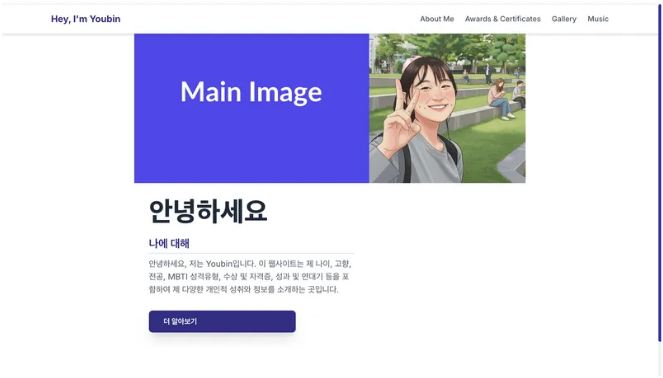 Hey, I'm Youbin
About Me Awards & Certificates Gallery Music
Main Image
안녕하세요
나에 대해
안녕하세요, 저는 Youbin입니다. 이 웹사이트는 제 나이, 고향,
전공, MBTI 성격유형, 수상 및 자격증, 성과 및 연대기 등을 포
함하여 제 다양한 개인적 성취와 정보를 소개하는 곳입니다.
더 알아보기